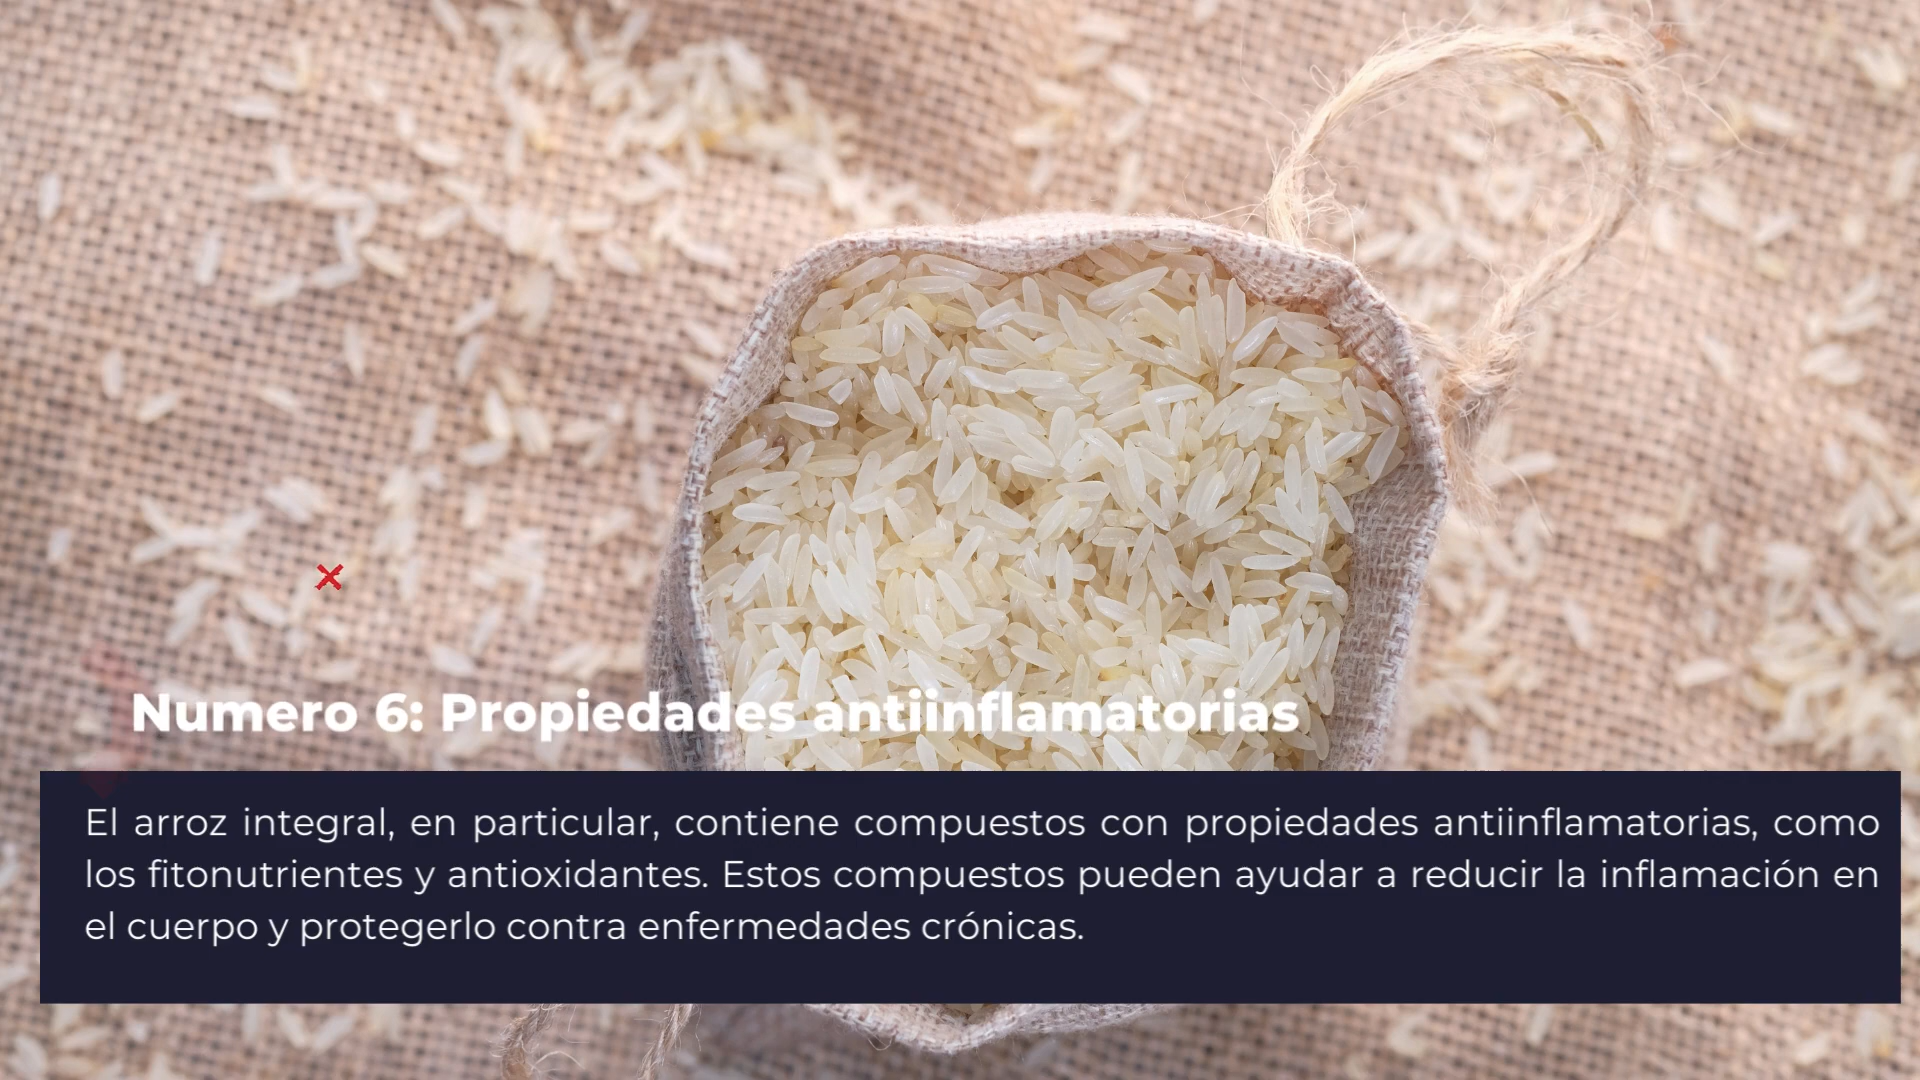 Numero 6: Propiedades antiinflamatorias
El arroz integral, en particular, contiene compuestos con propiedades antiinflamatorias, como
los fitonutrientes y antioxidantes. Estos compuestos pueden ayudar a reducir la inflamación en
el cuerpo y protegerlo contra enfermedades crónicas.